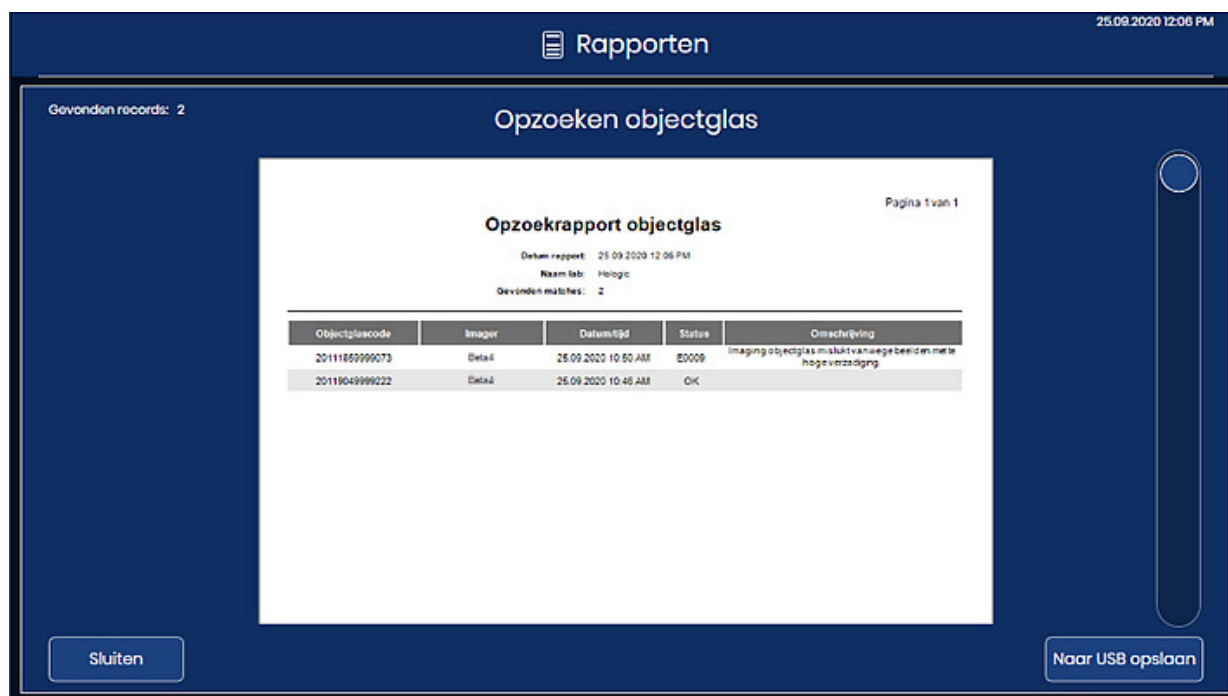 25.09.2020 12:06 PM
Rapporten
Gevonden records: 2
Opzoeken objectglas
Pagina 1 van 1
Opzoekrapport objectglas
Datum rapport: 25.09.2020 12:06 PM
Naam lab: Hologic
Gevonden matches: 2
Objectglascode Imager Datum/tijd Status Omschrijving
20111859999073 Beta4 25.09.2020 10:50 AM E0009 Imaging objectglas mislukt vanwege beelden met te
hoge verzadiging
20119049999222 Beta4 25.09.2020 10:46 AM OK
Sluiten
Naar USB opslaan